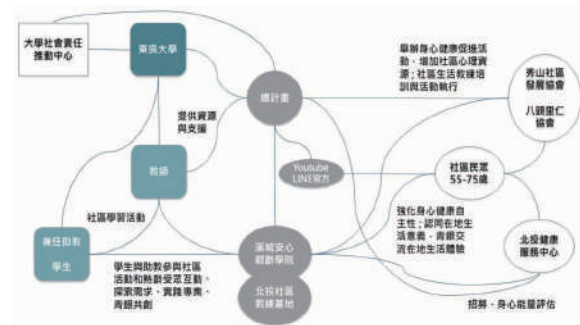 大學社會責任
推動中心
東吳大學
總計畫
舉辦身心健康促進活
動、增加社區心理資
源；社區生活教練培
訓與活動執行
秀山社區
發展協會
八頭里仁
協會
提供資源
與支援
教師
Youtube
LINE官方
社區民眾
55-75歲
社區學習活動
兼任助教
學生
學生與助教參與社區
活動和熟齡受眾互動、
探索需求、實踐專業、
青銀共創
溪城安心
熟齡學院
北投社區
教練基地
強化身心健康自
主性；認同在地生
活意義、青銀交
流在地生活體驗
北投健康
服務中心
招募、身心能量評估